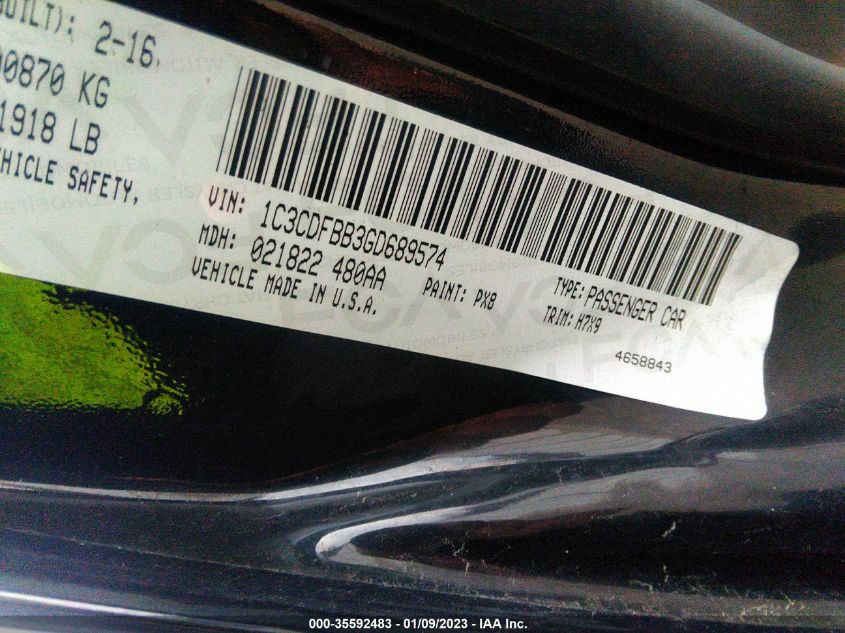 BUILT): 2-16
00870 KG
1918 LB
VEHICLE SAFETY,
VIN: 1C3CDFBB3GD689574
MDH: 021822 480AA
PAINT: PX8
TYPE: PASSENGER CAR
VEHICLE MADE IN U.S.A.
TRIM: H7X9
4658843
000-35592483 - 01/09/2023 - IAA Inc.